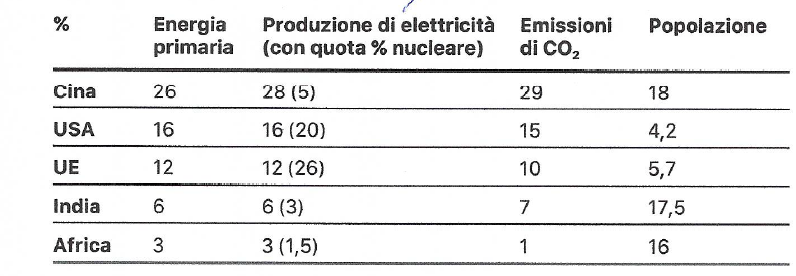 % Energia primaria Produzione di elettricità (con quota % nucleare) Emissioni di CO₂ Popolazione
Cina 26 28 (5) 29 18
USA 16 16 (20) 15 4,2
UE 12 12 (26) 10 5,7
India 6 6 (3) 7 17,5
Africa 3 3 (1,5) 1 16